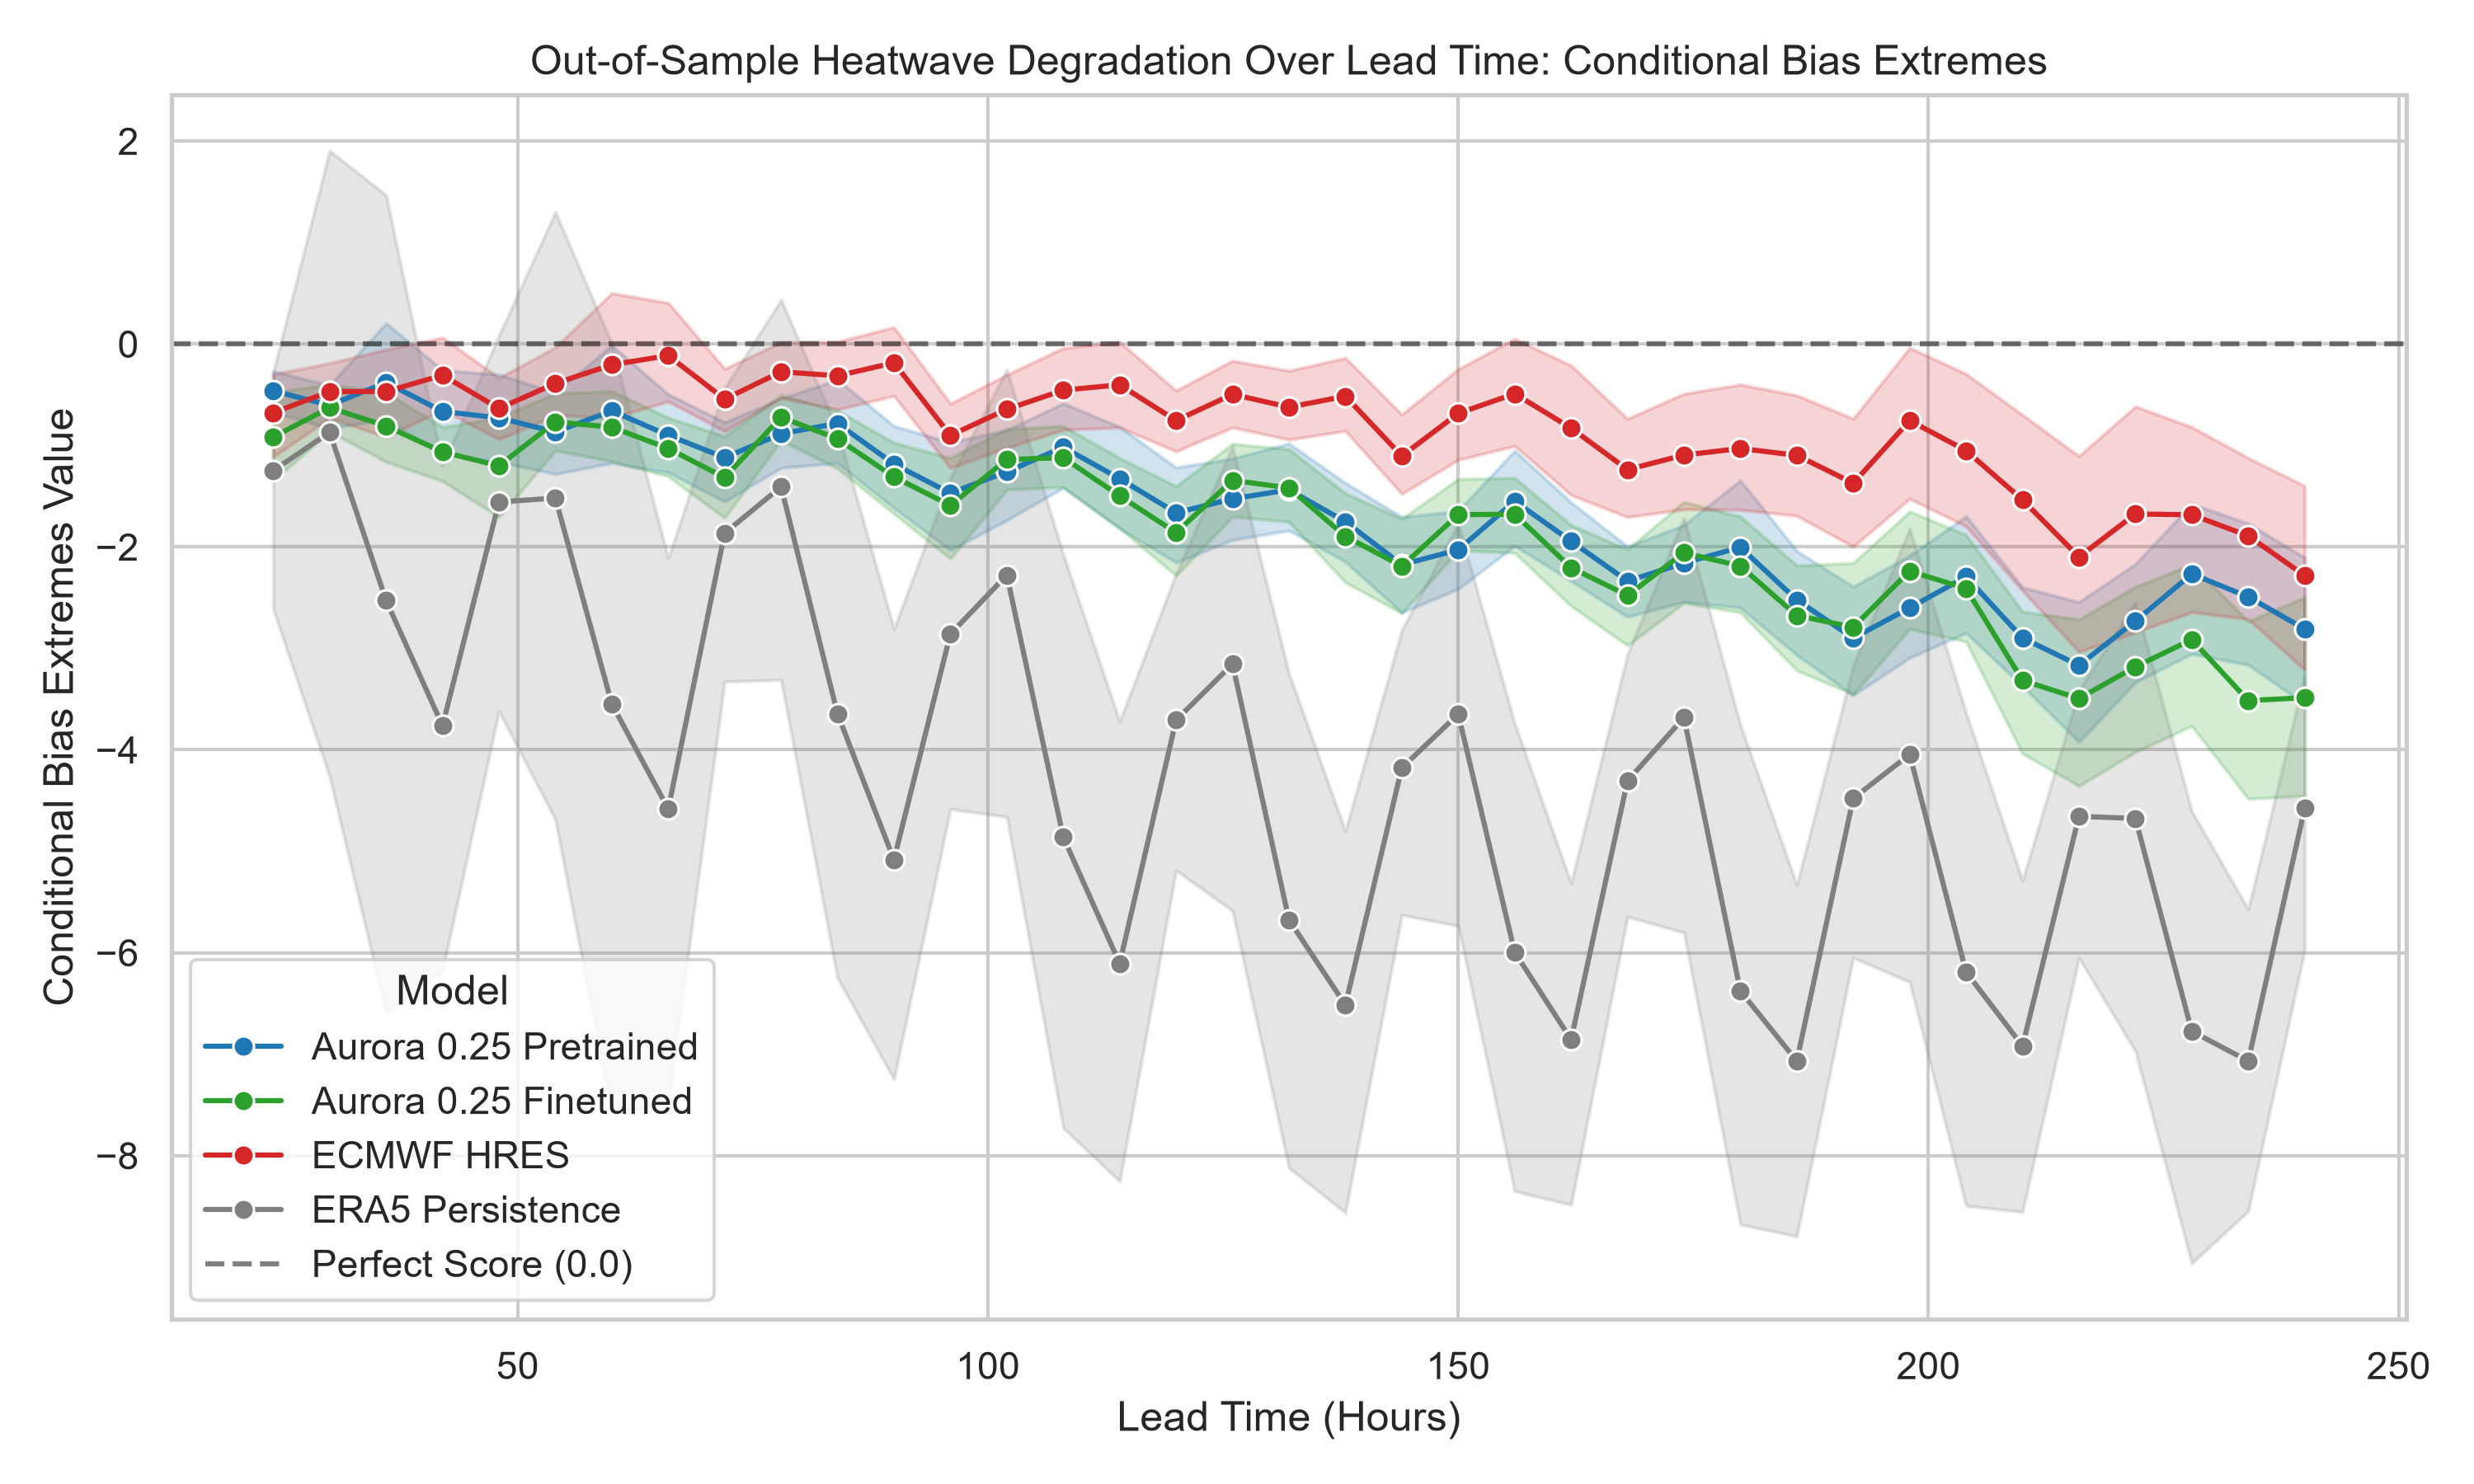 Out-of-Sample Heatwave Degradation Over Lead Time: Conditional Bias Extremes
Conditional Bias Extremes Value
2
0
−2
−4
−6
−8
Model
Aurora 0.25 Pretrained
Aurora 0.25 Finetuned
ECMWF HRES
ERA5 Persistence
Perfect Score (0.0)
50
100
150
200
250
Lead Time (Hours)